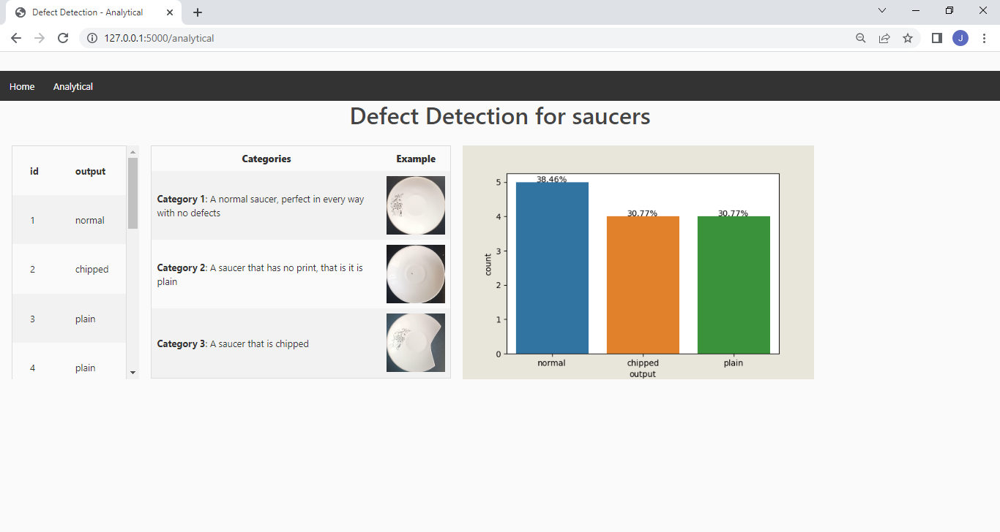 Defect Detection - Analytical
127.0.0.1:5000/analytical
J
Home Analytical
Defect Detection for saucers
id output
1 normal
2 chipped
3 plain
4 plain
Categories Example
Category 1: A normal saucer, perfect in every way
with no defects
Category 2: A saucer that has no print, that is it is
plain
Category 3: A saucer that is chipped
38.46%
30.77%
30.77%
5
4
3
2
1
0
count
normal chipped plain
output